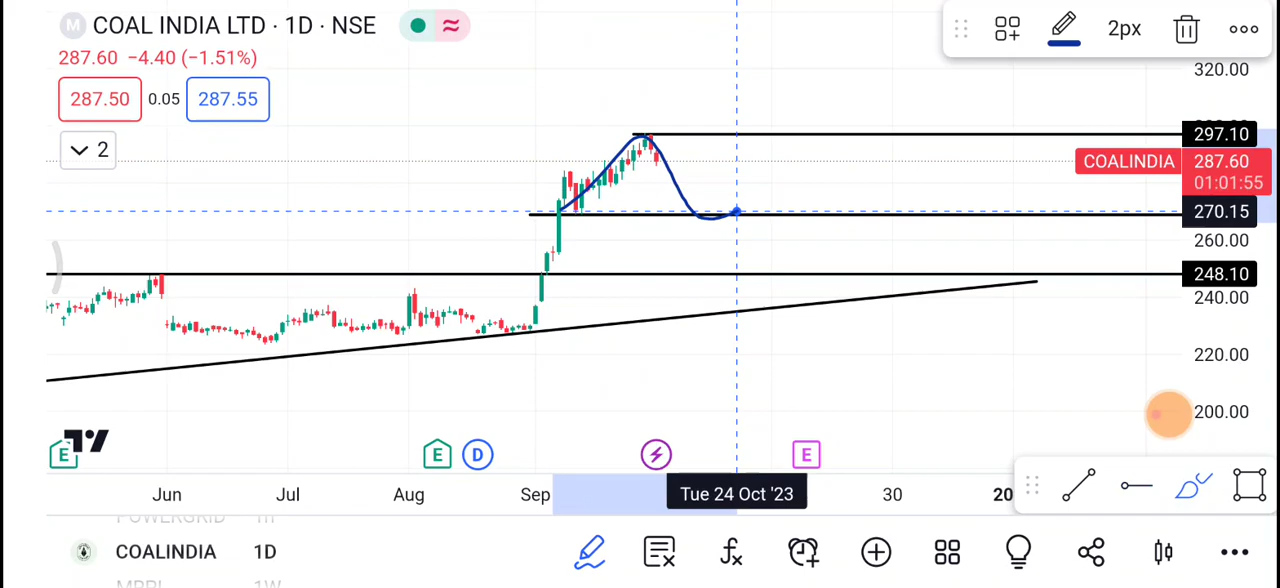 M COAL INDIA LTD · 1D · NSE
2px
287.60 −4.40 (−1.51%)
287.50 0.05 287.55
2
320.00
297.10
COALINDIA 287.60
01:01:55
270.15
260.00
248.10
240.00
220.00
200.00
E E D E
Jun Jul Aug Sep Tue 24 Oct '23 30 20
POWERGRID 1h
COALINDIA 1D
MRPL 1W